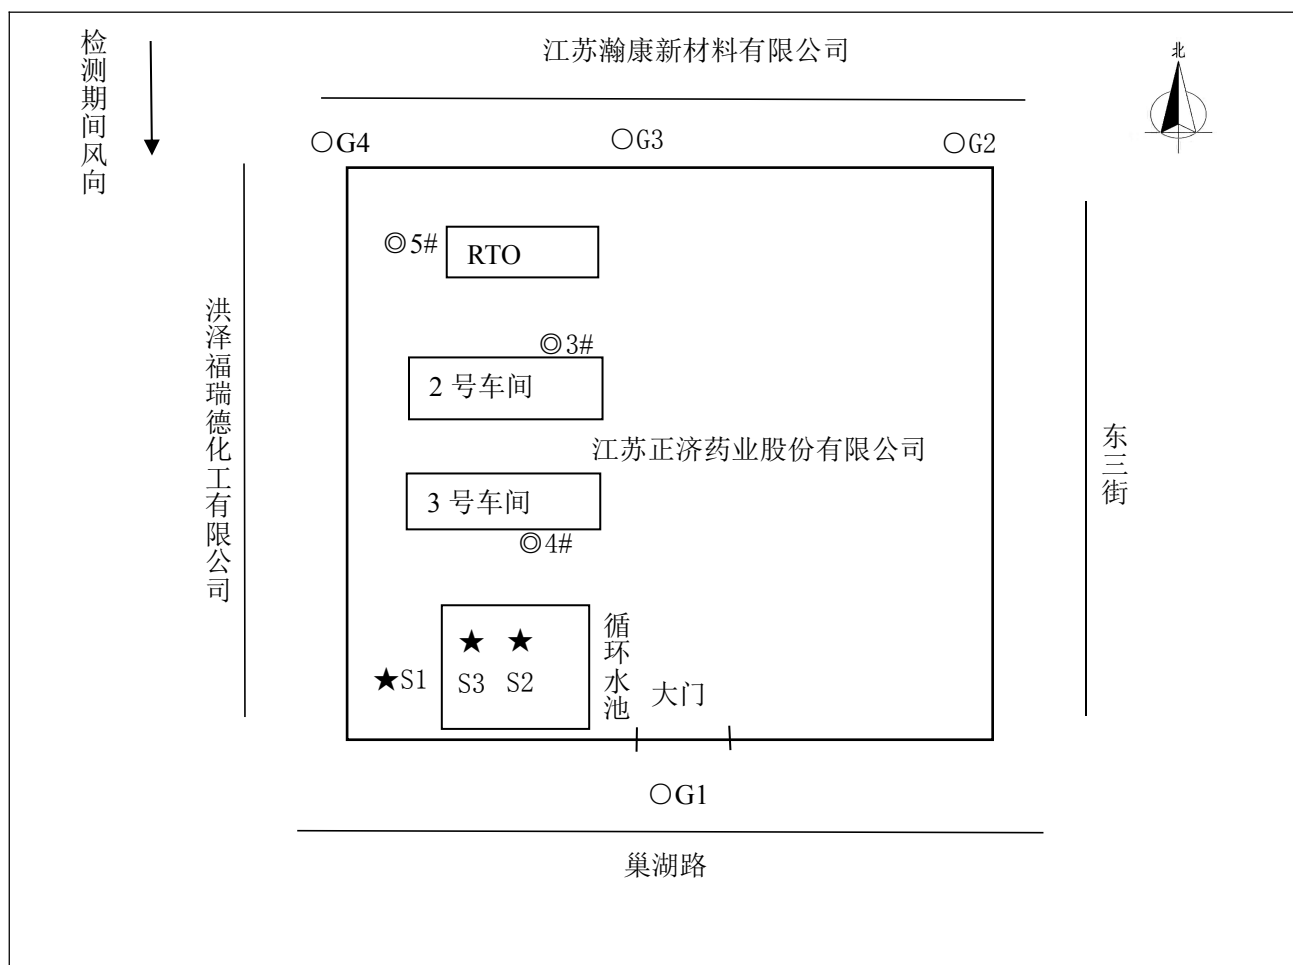 检测期间风向
江苏瀚康新材料有限公司
北
○G4
○G3
○G2
◎5#
RTO
洪泽福瑞德化工有限公司
◎3#
2 号车间
江苏正济药业股份有限公司
东三街
3 号车间
◎4#
★S1
★ ★
S3 S2
循环水池
大门
○G1
巢湖路